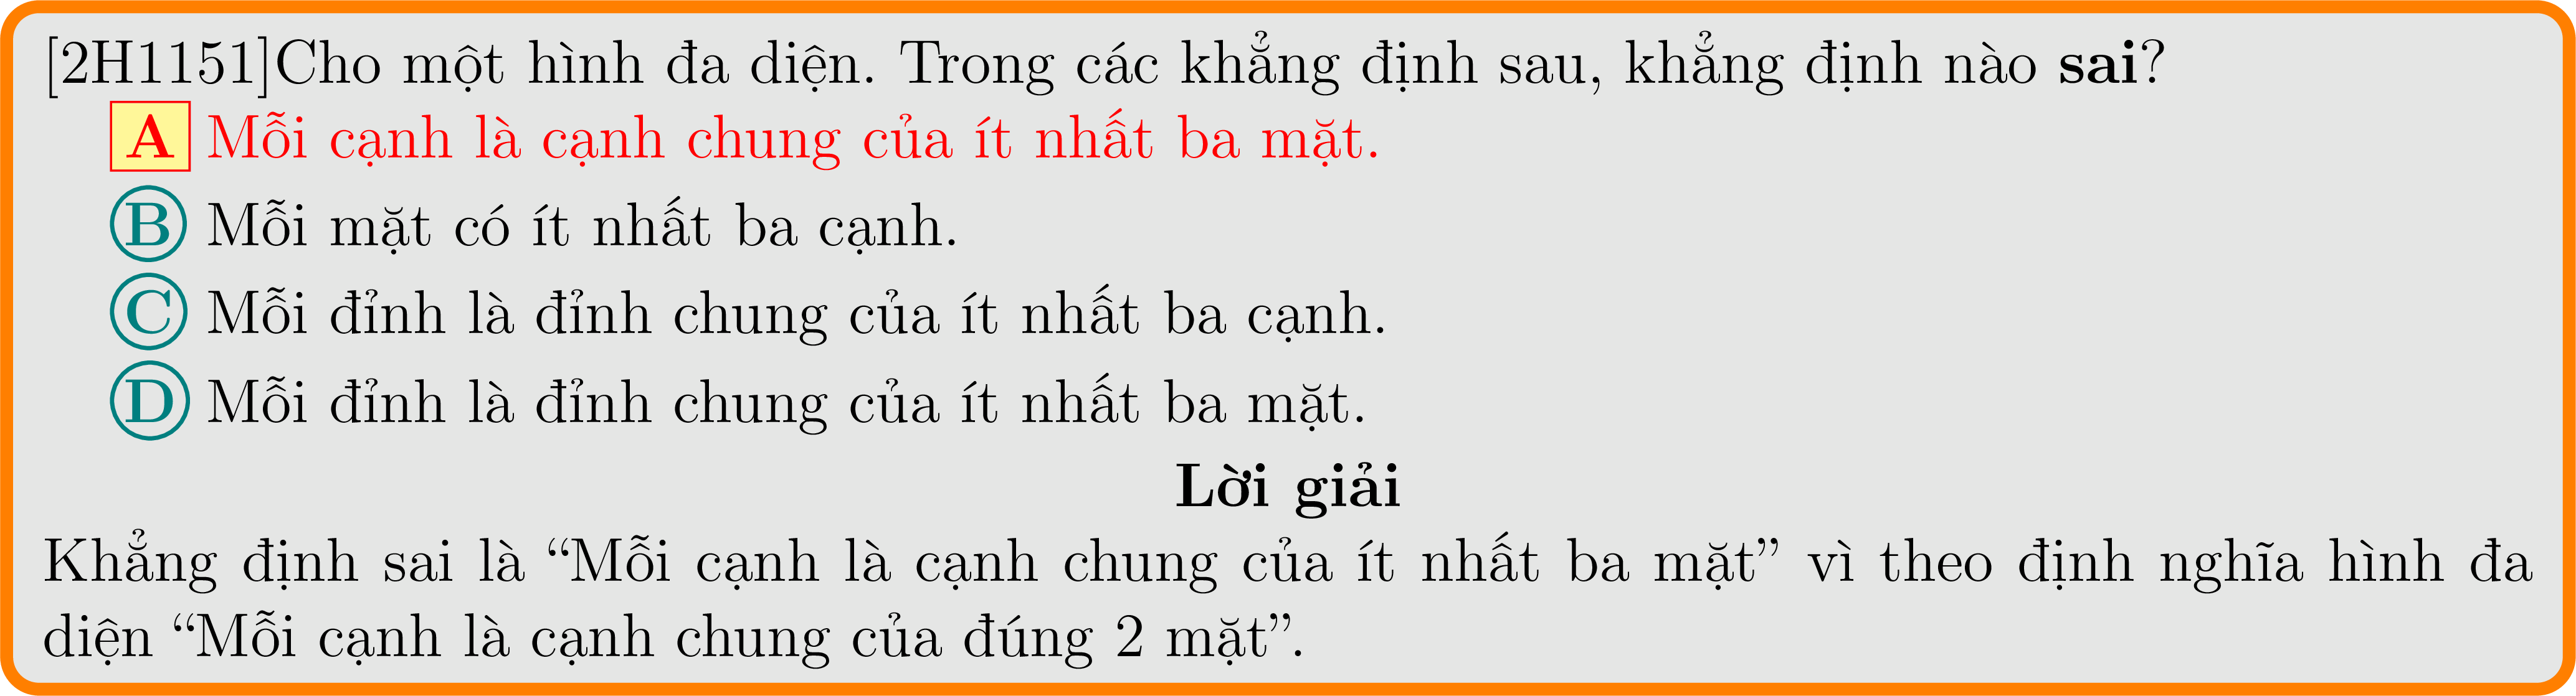 [2H1151]Cho một hình đa diện. Trong các khẳng định sau, khẳng định nào sai?
A Mỗi cạnh là cạnh chung của ít nhất ba mặt.
B Mỗi mặt có ít nhất ba cạnh.
C Mỗi đỉnh là đỉnh chung của ít nhất ba cạnh.
D Mỗi đỉnh là đỉnh chung của ít nhất ba mặt.
Lời giải
Khẳng định sai là “Mỗi cạnh là cạnh chung của ít nhất ba mặt” vì theo định nghĩa hình đa
diện “Mỗi cạnh là cạnh chung của đúng 2 mặt”.